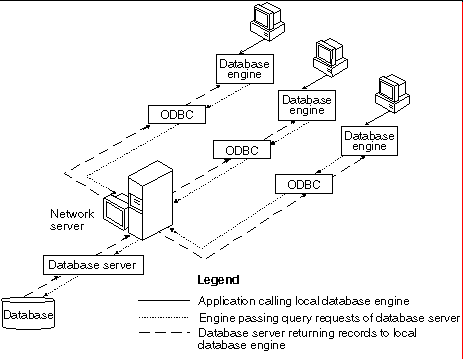 Database
engine
ODBC
Database
engine
ODBC
Database
engine
ODBC
Network
server
Database server
Database
Legend
Application calling local database engine
Engine passing query requests of database server
Database server returning records to local
database engine